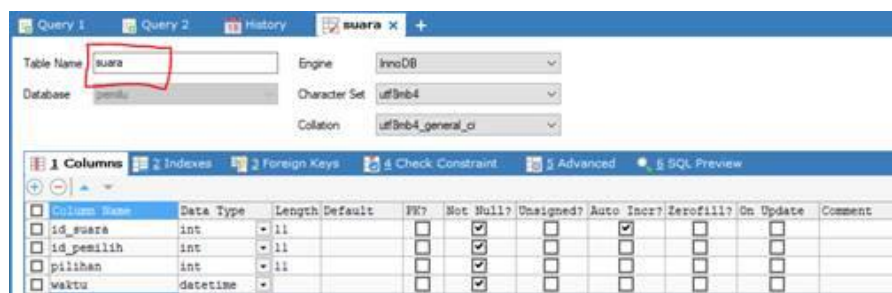 Query 1 Query 2 History suara × +
Table Name suara Engine InnoDB
Database pemilu Character Set utf8mb4
Collation utf8mb4_general_ci
1 Columns 2 Indexes 3 Foreign Keys 4 Check Constraint 5 Advanced 6 SQL Preview
Column Name Data Type Length Default PK? Not Null? Unsigned? Auto Incr? Zerofill? On Update Comment
id_suara int 11
id_pemilih int 11
pilihan int 11
waktu datetime